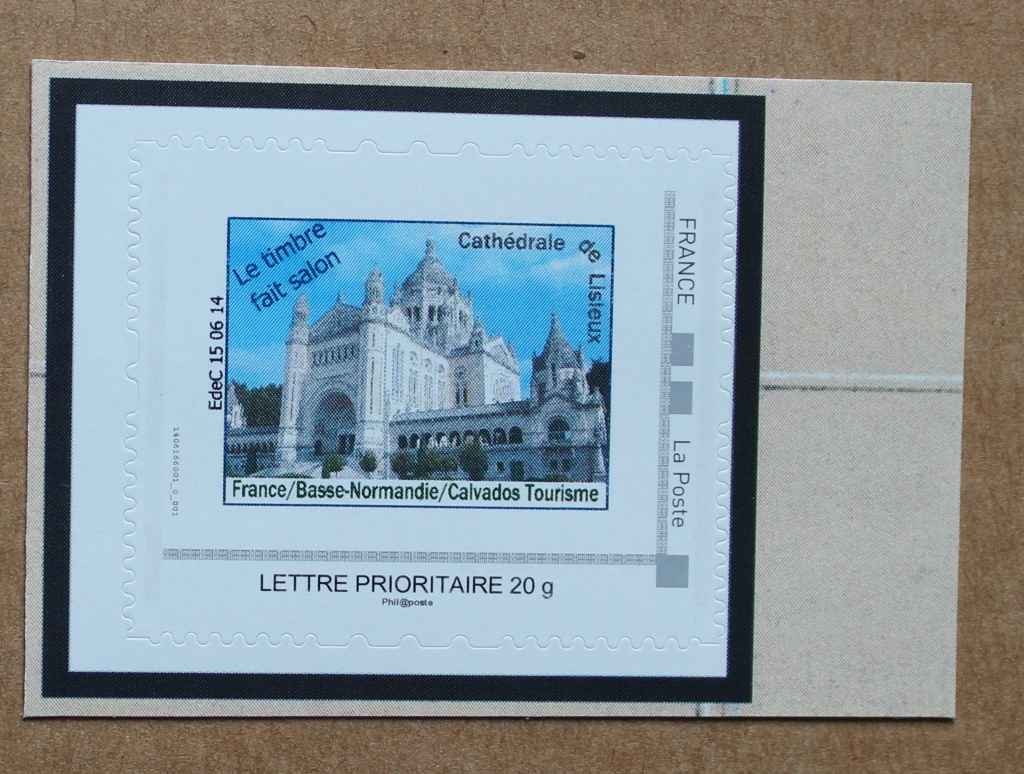 Le timbre
fait salon
Cathédrale de Lisieux
EdeC 15 06 14
France/Basse-Normandie/Calvados Tourisme
FRANCE
La Poste
LETTRE PRIORITAIRE 20 g
Phil@poste